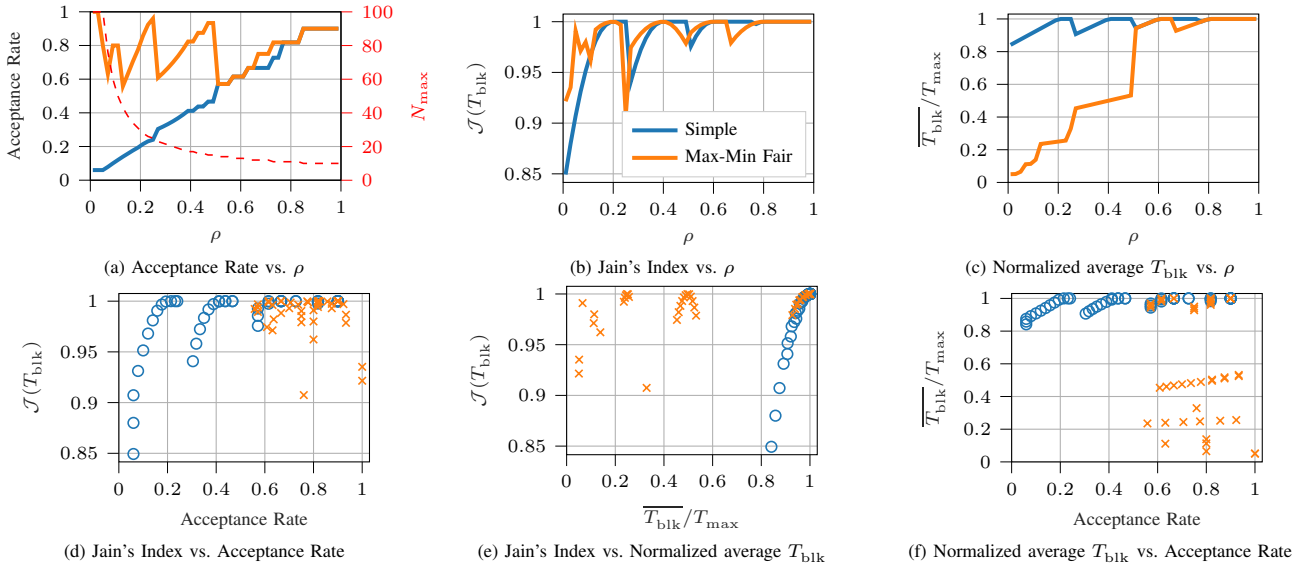 1
0.8
0.6
0.4
0.2
0
Acceptance Rate
100
80
60
40
20
0
N_max
0 0.2 0.4 0.6 0.8 1
ρ
(a) Acceptance Rate vs. ρ
1
0.95
0.9
0.85
𝒥(T_blk)
Simple
Max-Min Fair
0 0.2 0.4 0.6 0.8 1
ρ
(b) Jain's Index vs. ρ
1
0.8
0.6
0.4
0.2
0
T_blk/T_max
0 0.2 0.4 0.6 0.8 1
ρ
(c) Normalized average T_blk vs. ρ
1
0.95
0.9
0.85
𝒥(T_blk)
0 0.2 0.4 0.6 0.8 1
Acceptance Rate
(d) Jain's Index vs. Acceptance Rate
1
0.95
0.9
0.85
𝒥(T_blk)
0 0.2 0.4 0.6 0.8 1
T_blk/T_max
(e) Jain's Index vs. Normalized average T_blk
1
0.8
0.6
0.4
0.2
0
T_blk/T_max
0 0.2 0.4 0.6 0.8 1
Acceptance Rate
(f) Normalized average T_blk vs. Acceptance Rate